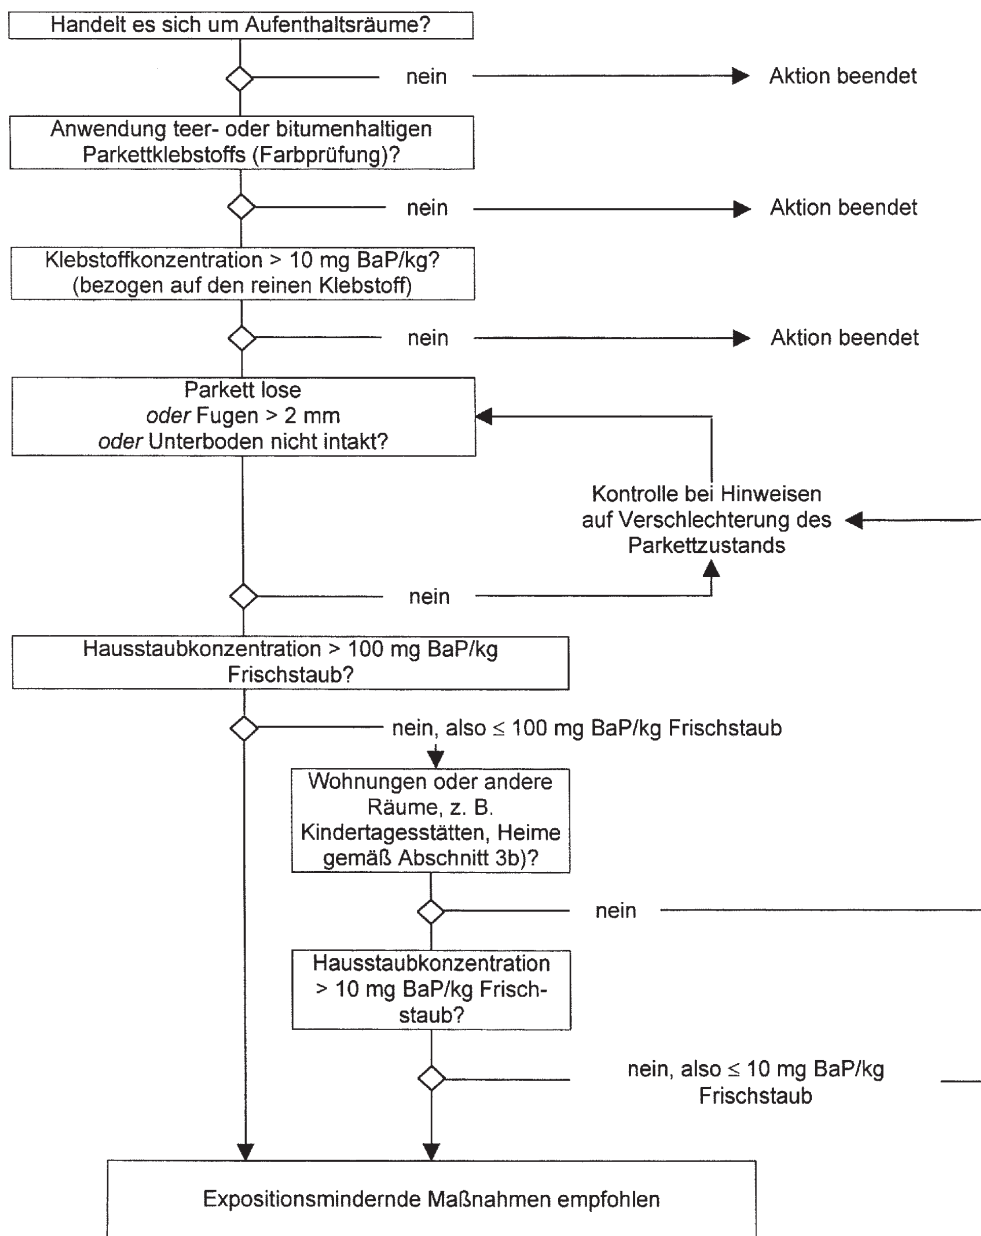 Handelt es sich um Aufenthaltsräume?
nein
Aktion beendet
Anwendung teer- oder bitumenhaltigen
Parkettklebstoffs (Farbprüfung)?
nein
Aktion beendet
Klebstoffkonzentration > 10 mg BaP/kg?
(bezogen auf den reinen Klebstoff)
nein
Aktion beendet
Parkett lose
oder Fugen > 2 mm
oder Unterboden nicht intakt?
Kontrolle bei Hinweisen
auf Verschlechterung des
Parkettzustands
nein
Hausstaubkonzentration > 100 mg BaP/kg
Frischstaub?
nein, also ≤ 100 mg BaP/kg Frischstaub
Wohnungen oder andere
Räume, z. B.
Kindertagesstätten, Heime
gemäß Abschnitt 3b)?
nein
Hausstaubkonzentration
> 10 mg BaP/kg Frisch-
staub?
nein, also ≤ 10 mg BaP/kg
Frischstaub
Expositionsmindernde Maßnahmen empfohlen